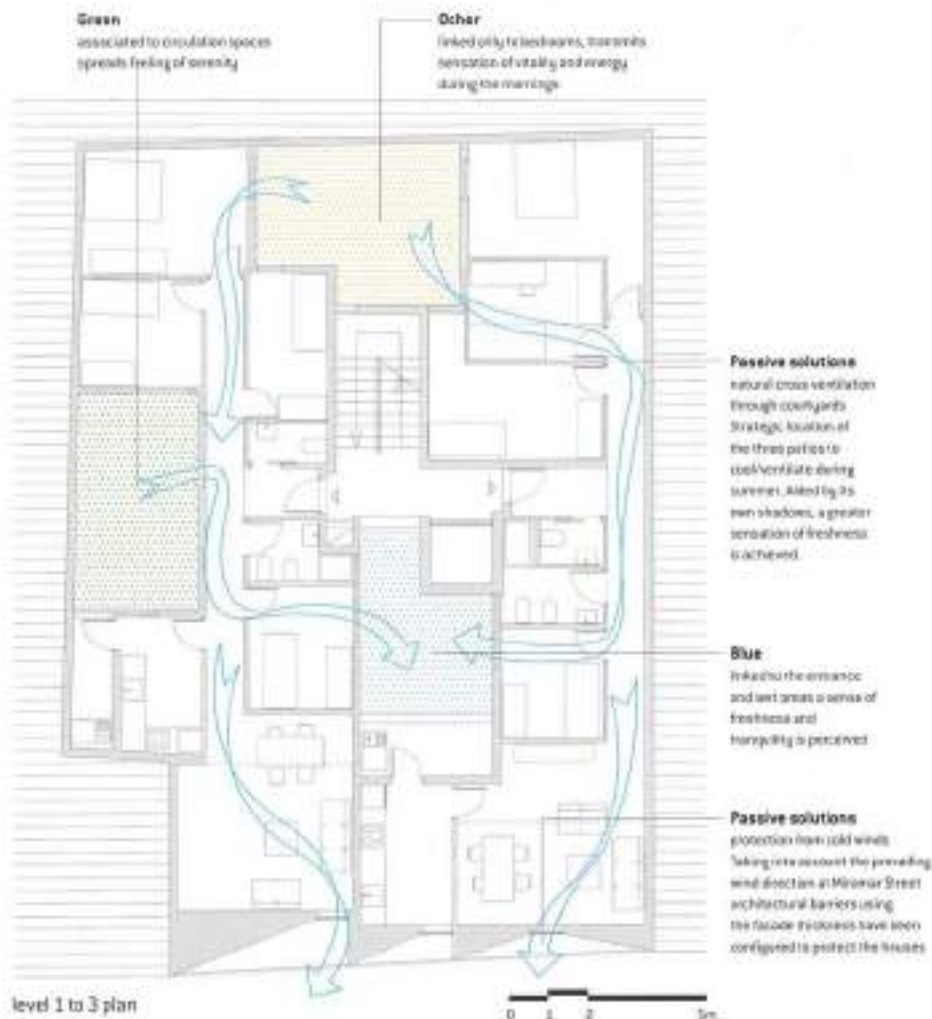 Green
associated to circulation spaces
spreads feeling of serenity
Ocher
linked only to bedrooms, transmits
sensation of vitality and energy
during the mornings
Passive solutions
natural cross ventilation
through courtyards
Strategic location of
the three patios to
cool/ventilate during
summer. Aided by its
own shadows, a greater
sensation of freshness
is achieved.
Blue
linked to the entrance
and wet areas a sense of
freshness and
tranquility is perceived
Passive solutions
protection from cold winds
Taking into account the prevailing
wind direction at Miramar Street
architectural barriers using
the facade thickness have been
configured to protect the houses
level 1 to 3 plan
0 1 2 5m